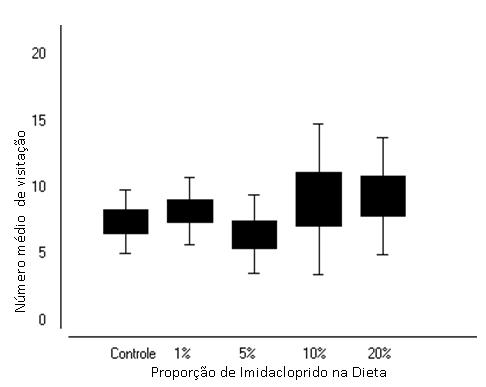 Número médio de visitação
20
15
10
5
0
Controle 1% 5% 10% 20%
Proporção de Imidacloprido na Dieta